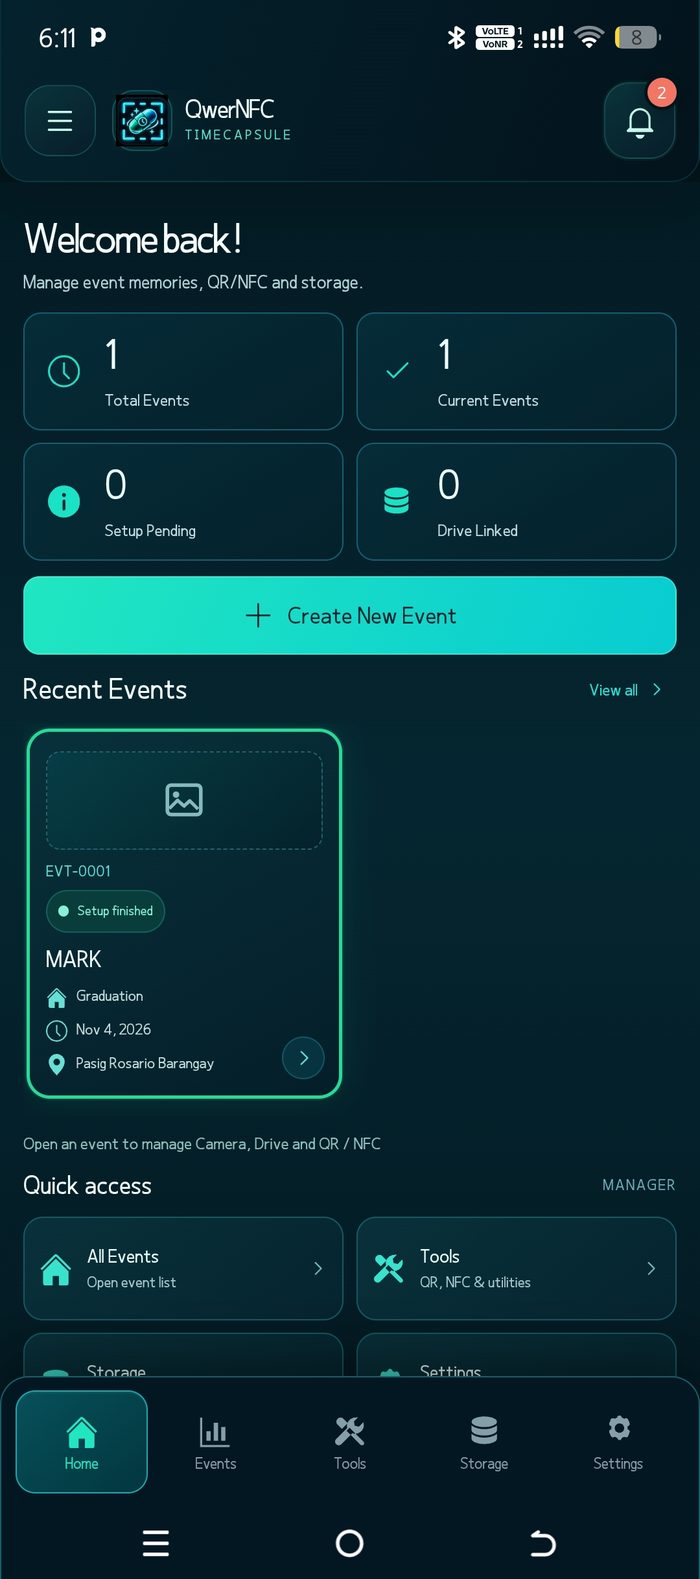 6:11
VoLTE 1
VoNR 2
8
QwerNFC
TIMECAPSULE
2
Welcome back!
Manage event memories, QR/NFC and storage.
1
Total Events
1
Current Events
0
Setup Pending
0
Drive Linked
Create New Event
Recent Events
View all
EVT-0001
Setup finished
MARK
Graduation
Nov 4, 2026
Pasig Rosario Barangay
Open an event to manage Camera, Drive and QR / NFC
Quick access
MANAGER
All Events
Open event list
Tools
QR, NFC & utilities
Storage
Settings
Home
Events
Tools
Storage
Settings